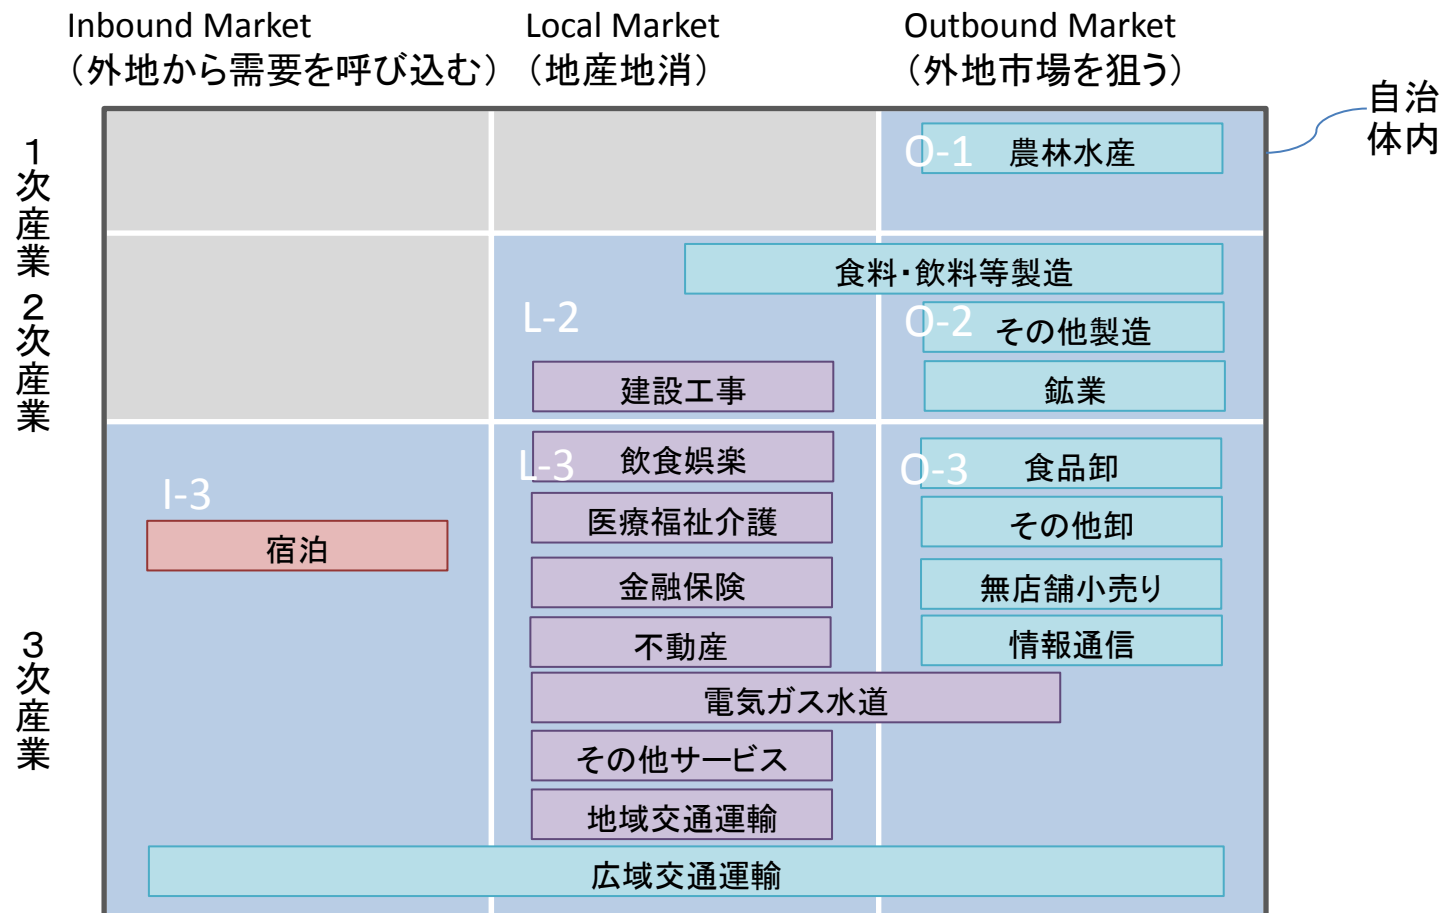 Inbound Market
（外地から需要を呼び込む）
Local Market
（地産地消）
Outbound Market
（外地市場を狙う）
自治
体内
１次産業
O-1
農林水産
２次産業
食料・飲料等製造
L-2
O-2
その他製造
建設工事
鉱業
３次産業
I-3
宿泊
L-3
飲食娯楽
O-3
食品卸
医療福祉介護
その他卸
金融保険
無店舗小売り
不動産
情報通信
電気ガス水道
その他サービス
地域交通運輸
広域交通運輸